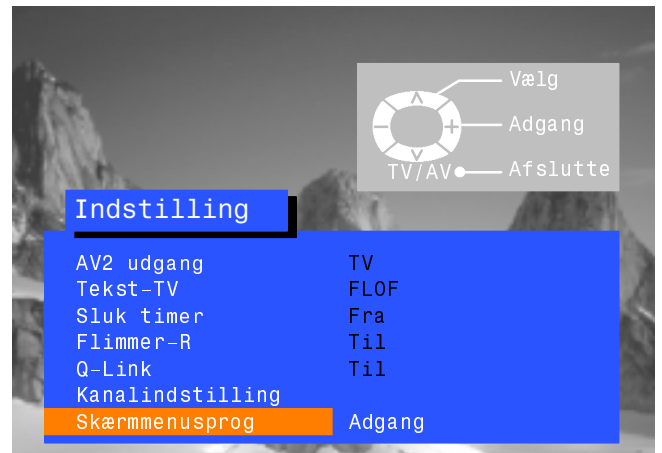 Vælg
Adgang
TV/AV Afslutte
Indstilling
AV2 udgang TV
Tekst-TV FLOF
Sluk timer Fra
Flimmer-R Til
Q-Link Til
Kanalindstilling
Skærmmenusprog Adgang